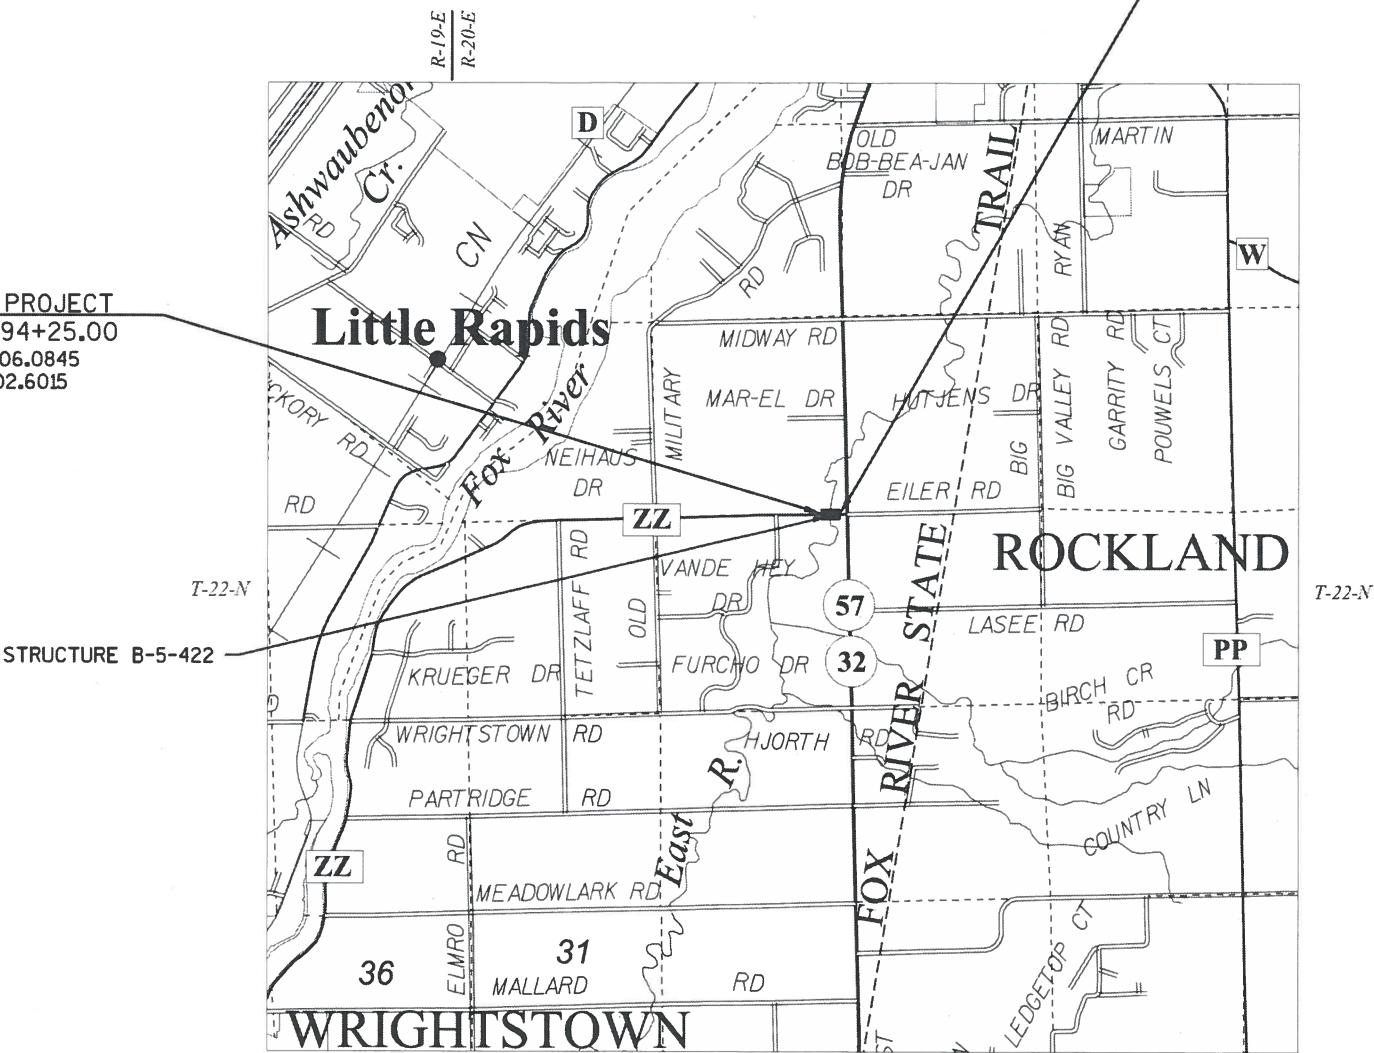 R-19-E
R-20-E
Ashwaubenon
Cr.
RD
D
CN
OLD
BOB-BEA-JAN
DR
MARTIN
TRAIL
RYAN
W
PROJECT
94+25.00
06.0845
02.6015
Little Rapids
RD
MIDWAY RD
MAR-EL DR
MILITARY
HUTJENS DR
BIG
BIG VALLEY RD
GARRITY RD
POUWELS CT
CKORY RD
Fox River
NEIHAUS
DR
EILER RD
RD
ZZ
ROCKLAND
T-22-N
T-22-N
VANDE HEY
DR
57
32
LASEE RD
STATE
TETZLAFF RD
OLD
STRUCTURE B-5-422
KRUEGER DR
FURCHO DR
PP
BIRCH CR
RD
WRIGHTSTOWN RD
HJORTH RD
RIVER
East R.
PARTRIDGE RD
COUNTRY LN
ZZ
ELMRO RD
MEADOWLARK RD
FOX
36
31
MALLARD RD
LEDGETOP CT
WRIGHTSTOWN
ST